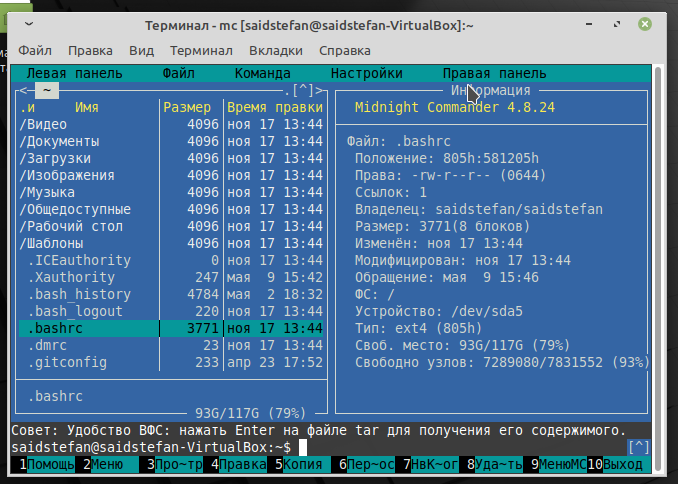 Терминал - mc [saidstefan@saidstefan-VirtualBox]:~
Файл Правка Вид Терминал Вкладки Справка
Левая панель Файл Команда Настройки Правая панель
<─ ~ .[^]>
.и Имя Размер Время правки
/Видео 4096 ноя 17 13:44
/Документы 4096 ноя 17 13:44
/Загрузки 4096 ноя 17 13:44
/Изображения 4096 ноя 17 13:44
/Музыка 4096 ноя 17 13:44
/Общедоступные 4096 ноя 17 13:44
/Рабочий стол 4096 ноя 17 13:44
/Шаблоны 4096 ноя 17 13:44
.ICEauthority 0 ноя 17 13:44
.Xauthority 247 мая 9 15:42
.bash_history 4784 мая 2 18:32
.bash_logout 220 ноя 17 13:44
.bashrc 3771 ноя 17 13:44
.dmrc 23 ноя 17 13:44
.gitconfig 233 апр 23 17:52
.bashrc
93G/117G (79%)
Информация
Midnight Commander 4.8.24
Файл: .bashrc
Положение: 805h:581205h
Права: -rw-r--r-- (0644)
Ссылок: 1
Владелец: saidstefan/saidstefan
Размер: 3771(8 блоков)
Изменён: ноя 17 13:44
Модифицирован: ноя 17 13:44
Обращение: мая 9 15:46
ФС: /
Устройство: /dev/sda5
Тип: ext4 (805h)
Своб. место: 93G/117G (79%)
Свободно узлов: 7289080/7831552 (93%)
Совет: Удобство ВФС: нажать Enter на файле tar для получения его содержимого.
saidstefan@saidstefan-VirtualBox:~$ [^]
1Помощь 2Меню 3Про~тр 4Правка 5Копия 6Пер~ос 7НвК~ог 8Уда~ть 9МенюMC 10Выход